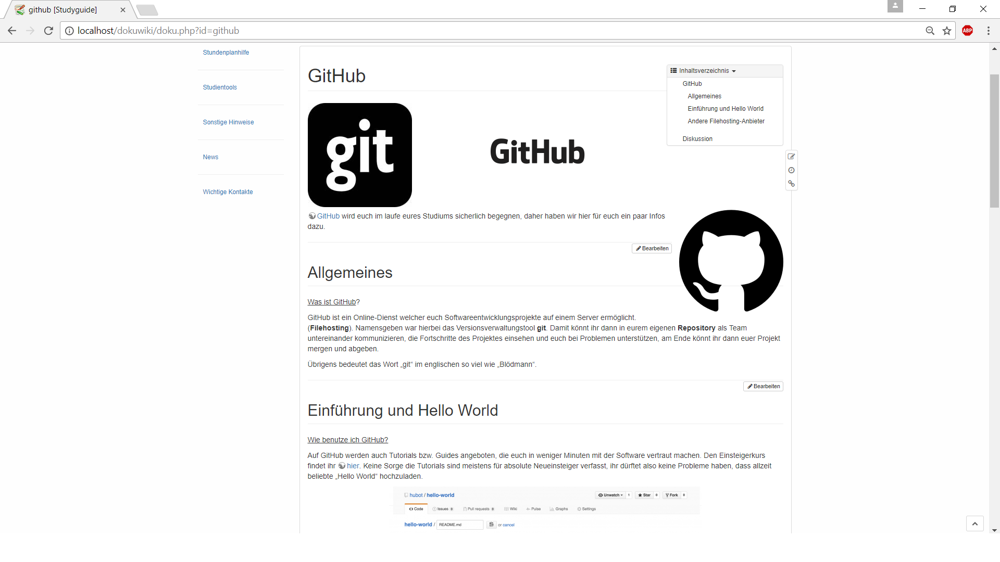 github [Studyguide]
localhost/dokuwiki/doku.php?id=github
ABP
Stundenplanhilfe
Studientools
Sonstige Hinweise
News
Wichtige Kontakte
GitHub
Inhaltsverzeichnis
GitHub
Allgemeines
Einführung und Hello World
Andere Filehosting-Anbieter
Diskussion
git
GitHub
GitHub wird euch im laufe eures Studiums sicherlich begegnen, daher haben wir hier für euch ein paar Infos
dazu.
Bearbeiten
Allgemeines
Was ist GitHub?
GitHub ist ein Online-Dienst welcher euch Softwareentwicklungsprojekte auf einem Server ermöglicht.
(Filehosting). Namensgeben war hierbei das Versionsverwaltungstool git. Damit könnt ihr dann in eurem eigenen Repository als Team
untereinander kommunizieren, die Fortschritte des Projektes einsehen und euch bei Problemen unterstützen, am Ende könnt ihr dann euer Projekt
mergen und abgeben.
Übrigens bedeutet das Wort „git“ im englischen so viel wie „Blödmann“.
Bearbeiten
Einführung und Hello World
Wie benutze ich GitHub?
Auf GitHub werden auch Tutorials bzw. Guides angeboten, die euch in weniger Minuten mit der Software vertraut machen. Den Einsteigerkurs
findet ihr hier. Keine Sorge die Tutorials sind meistens für absolute Neueinsteiger verfasst, ihr dürftet also keine Probleme haben, dass allzeit
beliebte „Hello World“ hochzuladen.
hubot / hello-world Unwatch 1 Star 0 Fork 0
Code Issues 0 Pull requests 0 Wiki Pulse Graphs Settings
hello-world / README.md or cancel